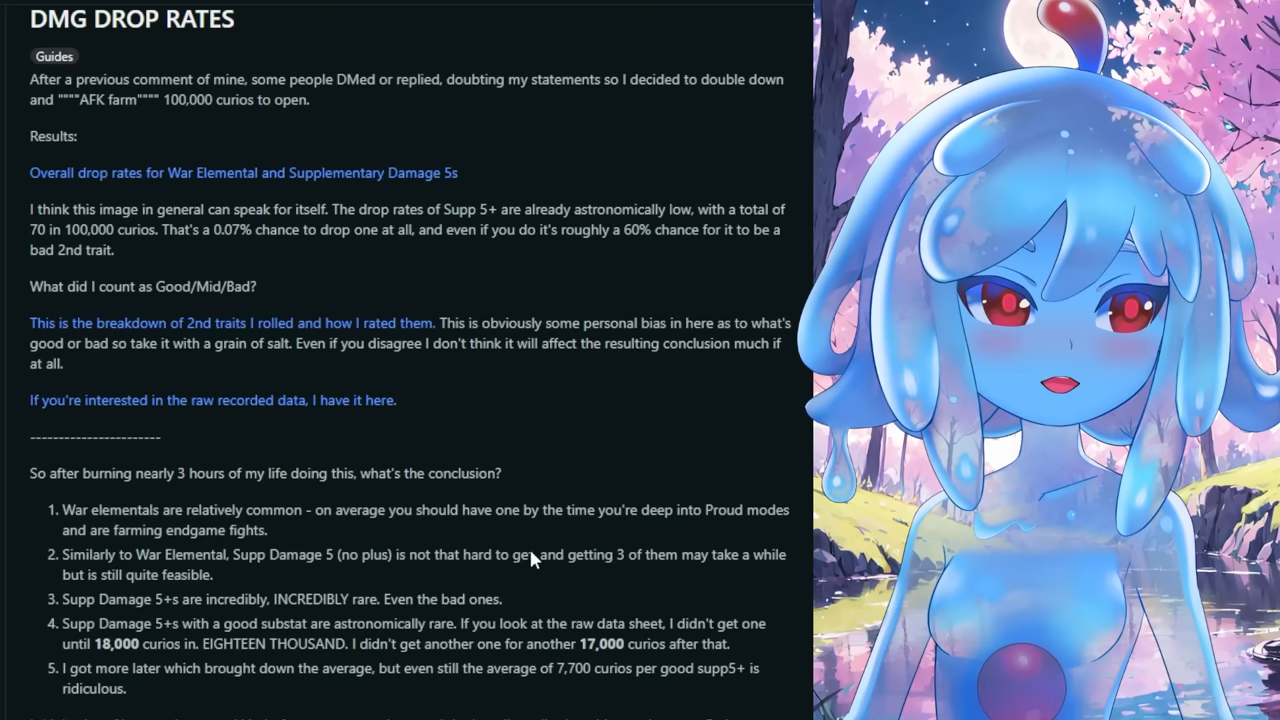 DMG DROP RATES
Guides
After a previous comment of mine, some people DMed or replied, doubting my statements so I decided to double down
and """"AFK farm"""" 100,000 curios to open.
Results:
Overall drop rates for War Elemental and Supplementary Damage 5s
I think this image in general can speak for itself. The drop rates of Supp 5+ are already astronomically low, with a total of
70 in 100,000 curios. That's a 0.07% chance to drop one at all, and even if you do it's roughly a 60% chance for it to be a
bad 2nd trait.
What did I count as Good/Mid/Bad?
This is the breakdown of 2nd traits I rolled and how I rated them. This is obviously some personal bias in here as to what's
good or bad so take it with a grain of salt. Even if you disagree I don't think it will affect the resulting conclusion much if
at all.
If you're interested in the raw recorded data, I have it here.
-----------------------
So after burning nearly 3 hours of my life doing this, what's the conclusion?
1. War elementals are relatively common - on average you should have one by the time you're deep into Proud modes
and are farming endgame fights.
2. Similarly to War Elemental, Supp Damage 5 (no plus) is not that hard to get and getting 3 of them may take a while
but is still quite feasible.
3. Supp Damage 5+s are incredibly, INCREDIBLY rare. Even the bad ones.
4. Supp Damage 5+s with a good substat are astronomically rare. If you look at the raw data sheet, I didn't get one
until 18,000 curios in. EIGHTEEN THOUSAND. I didn't get another one for another 17,000 curios after that.
5. I got more later which brought down the average, but even still the average of 7,700 curios per good supp5+ is
ridiculous.